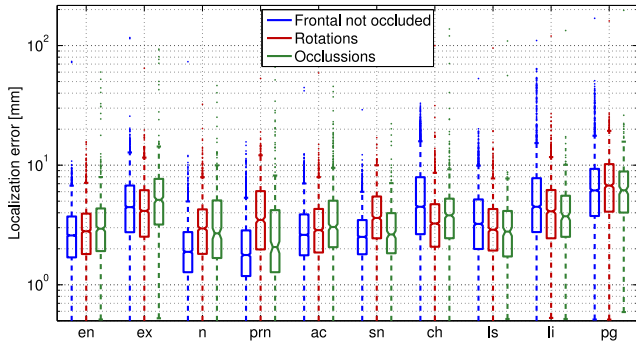 Frontal not occluded
Rotations
Occlussions
Localization error [mm]
10²
10¹
10⁰
en ex n prn ac sn ch ls li pg